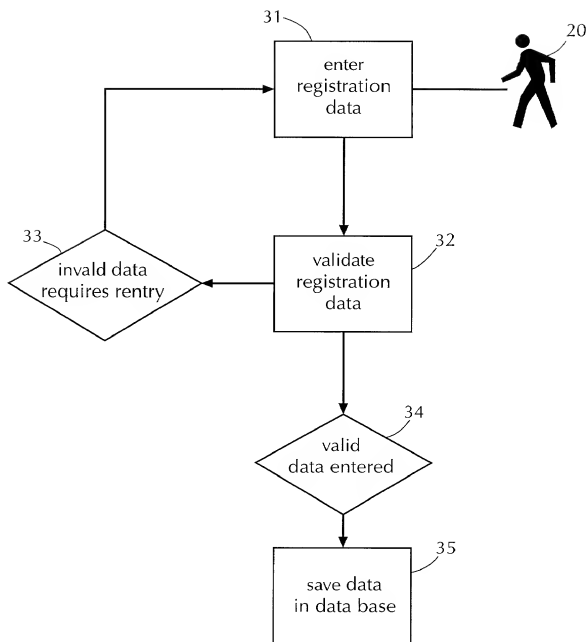 31
20
enter
registration
data
33
32
invald data
requires rentry
validate
registration
data
34
valid
data entered
35
save data
in data base